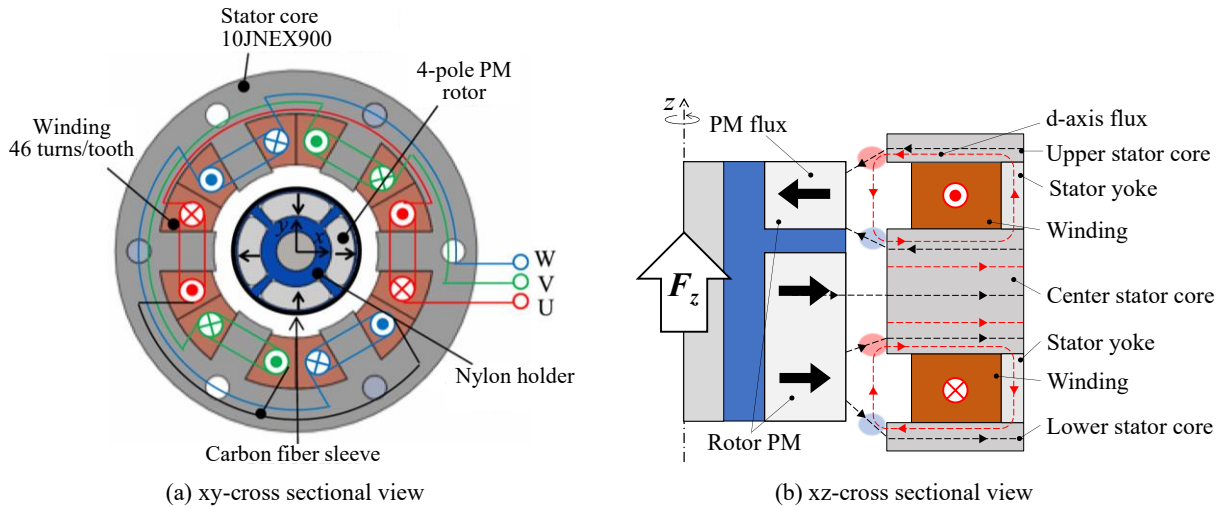 Stator core
10JNEX900
4-pole PM
rotor
Winding
46 turns/tooth
y
x
W
V
U
Nylon holder
Carbon fiber sleeve
(a) xy-cross sectional view
z
PM flux
d-axis flux
Upper stator core
Stator yoke
Winding
Fz
Center stator core
Stator yoke
Winding
Rotor PM
Lower stator core
(b) xz-cross sectional view